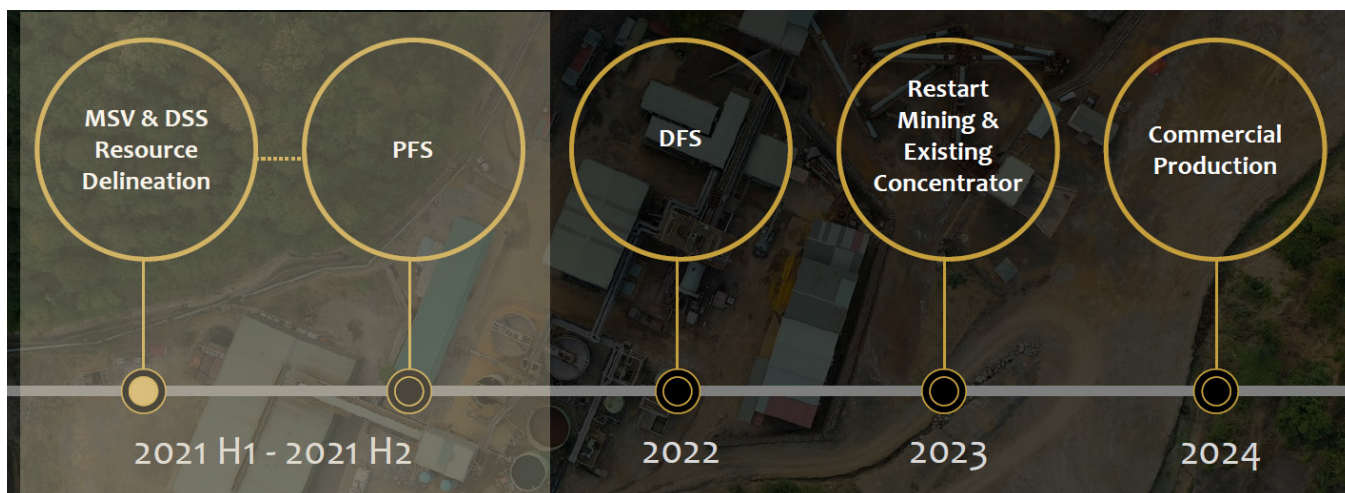 MSV & DSS
Resource
Delineation
PFS
DFS
Restart
Mining &
Existing
Concentrator
Commercial
Production
2021 H1 - 2021 H2
2022
2023
2024